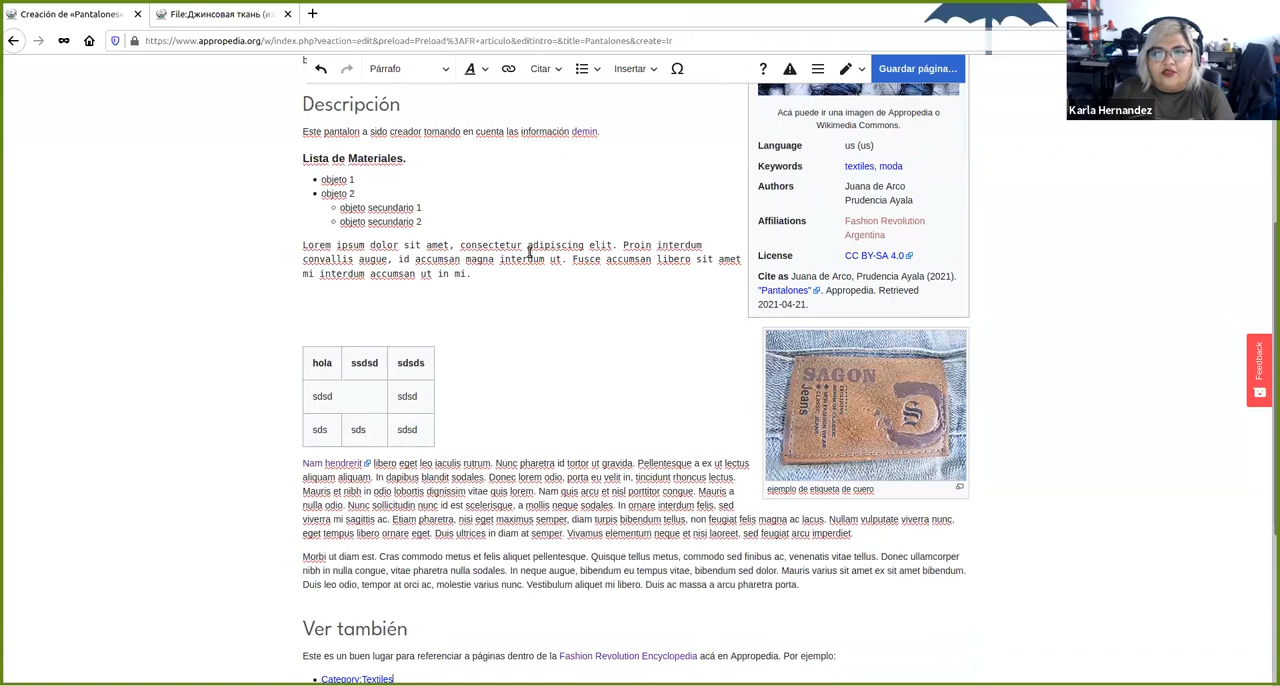 Creación de «Pantalones»
File:Джинсовая ткань (из
https://www.appropedia.org/w/index.php?veaction=edit&preload=Preload%3AFR+artículo&editintro=&title=Pantalones&create=Ir
Karla Hernandez
Párrafo
A
Citar
Insertar
Ω
?
Guardar página…
Descripción
Este pantalon a sido creador tomando en cuenta las información demin.
Lista de Materiales.
objeto 1
objeto 2
objeto secundario 1
objeto secundario 2
Lorem ipsum dolor sit amet, consectetur adipiscing elit. Proin interdum
convallis augue, id accumsan magna interdum ut. Fusce accumsan libero sit amet
mi interdum accumsan ut in mi.
Acá puede ir una imagen de Appropedia o
Wikimedia Commons.
Language us (us)
Keywords textiles, moda
Authors Juana de Arco
Prudencia Ayala
Affiliations Fashion Revolution
Argentina
License CC BY-SA 4.0
Cite as Juana de Arco, Prudencia Ayala (2021).
"Pantalones". Appropedia. Retrieved
2021-04-21.
hola ssdsd sdsds
sdsd sdsd
sds sds sdsd
SAGON
Jeans
S
ejemplo de etiqueta de cuero
Feedback
Nam hendrerit libero eget leo iaculis rutrum. Nunc pharetra id tortor ut gravida. Pellentesque a ex ut lectus
aliquam aliquam. In dapibus blandit sodales. Donec lorem odio, porta eu velit in, tincidunt rhoncus lectus.
Mauris et nibh in odio lobortis dignissim vitae quis lorem. Nam quis arcu et nisl porttitor congue. Mauris a
nulla odio. Nunc sollicitudin nunc id est scelerisque, a mollis neque sodales. In ornare interdum felis, sed
viverra mi sagittis ac. Etiam pharetra, nisi eget maximus semper, diam turpis bibendum tellus, non feugiat felis magna ac lacus. Nullam vulputate viverra nunc,
eget tempus libero ornare eget. Duis ultrices in diam at semper. Vivamus elementum neque et nisi laoreet, sed feugiat arcu imperdiet.
Morbi ut diam est. Cras commodo metus et felis aliquet pellentesque. Quisque tellus metus, commodo sed finibus ac, venenatis vitae tellus. Donec ullamcorper
nibh in nulla congue, vitae pharetra nulla sodales. In neque augue, bibendum eu tempus vitae, bibendum sed dolor. Mauris varius sit amet ex sit amet bibendum.
Duis leo odio, tempor at orci ac, molestie varius nunc. Vestibulum aliquet mi libero. Duis ac massa a arcu pharetra porta.
Ver también
Este es un buen lugar para referenciar a páginas dentro de la Fashion Revolution Encyclopedia acá en Appropedia. Por ejemplo:
Category:Textiles